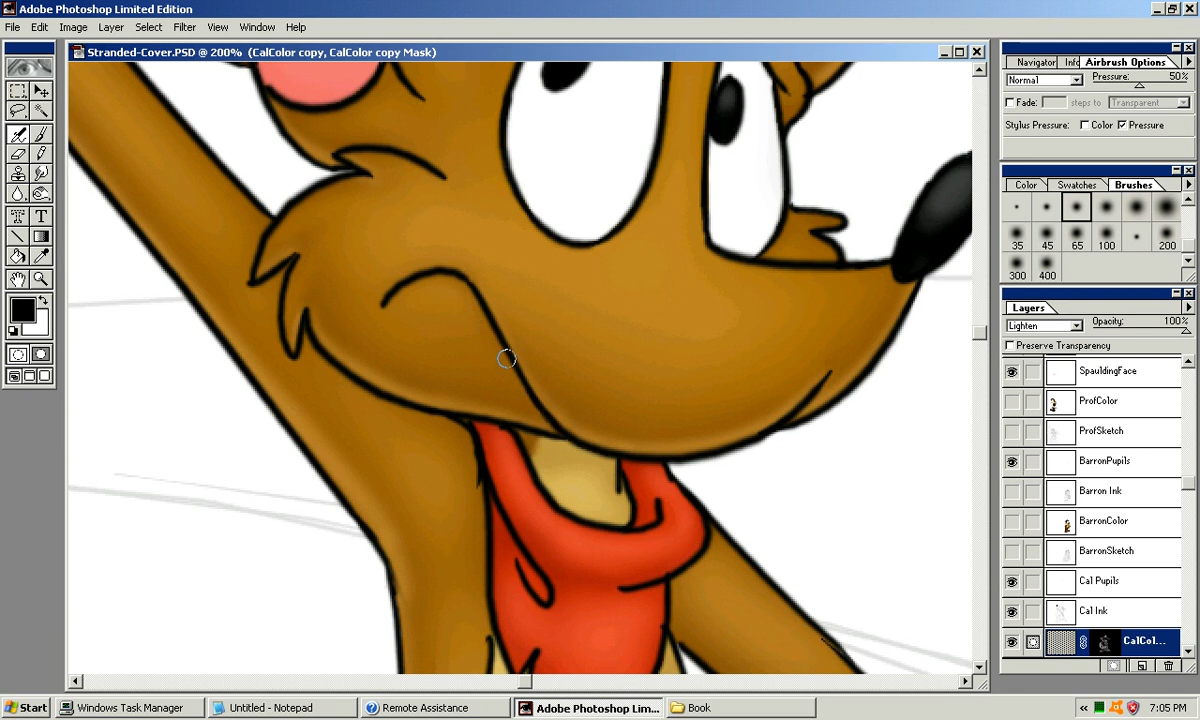 Adobe Photoshop Limited Edition
File Edit Image Layer Select Filter View Window Help
Stranded-Cover.PSD @ 200% (CalColor copy, CalColor copy Mask)
Navigator Info Airbrush Options
Normal Pressure: 50%
Fade: steps to Transparent
Stylus Pressure: Color Pressure
Color Swatches Brushes
35 45 65 100 200
300 400
Layers
Lighten Opacity: 100%
Preserve Transparency
SpauldingFace
ProfColor
ProfSketch
BarronPupils
Barron Ink
BarronColor
BarronSketch
Cal Pupils
Cal Ink
CalCol...
Start Windows Task Manager Untitled - Notepad Remote Assistance Adobe Photoshop Lim... Book 7:05 PM